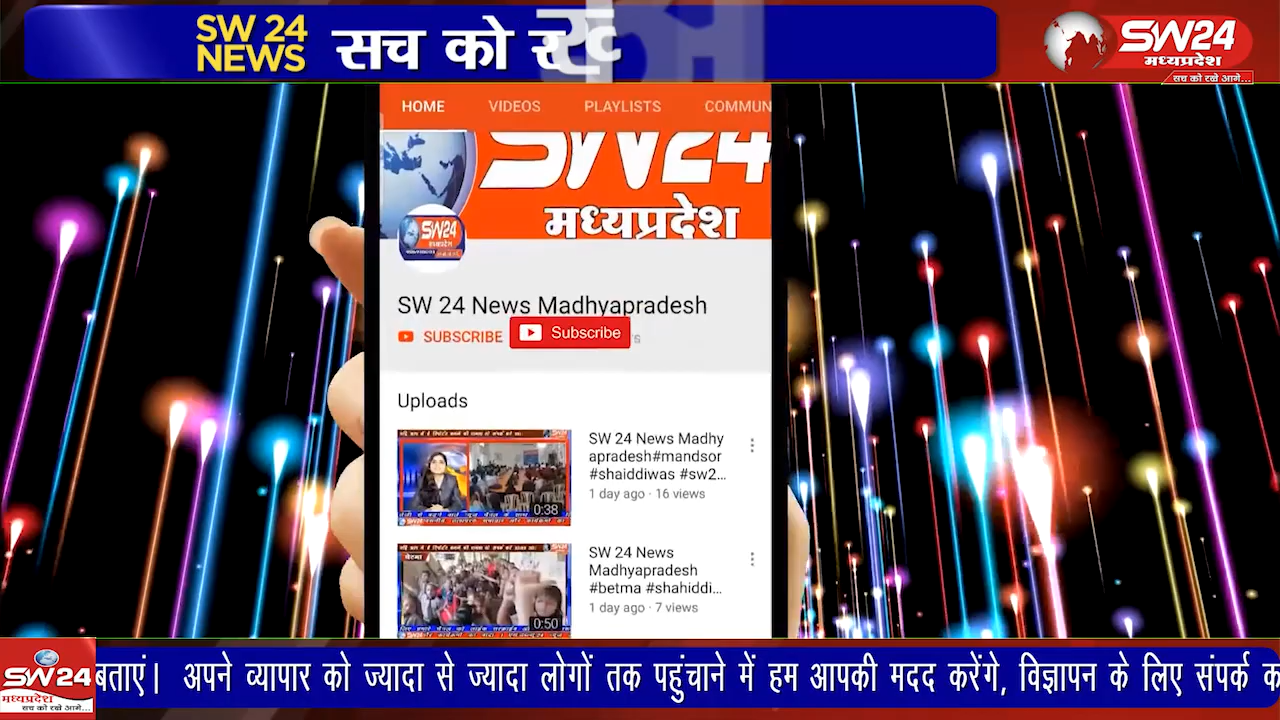 SW 24
NEWS
सच को रख
SW24
मध्यप्रदेश
सच को रखे आगे...
HOME VIDEOS PLAYLISTS COMMUN
SW24
मध्यप्रदेश
SW24
SW 24 News Madhyapradesh
SUBSCRIBE
Subscribe
Uploads
SW 24 News Madhy
apradesh#mandsor
#shaiddiwas #sw2...
1 day ago · 16 views
0:38
SW 24 News
Madhyapradesh
#betma #shahiddi...
1 day ago · 7 views
बेटमा
0:50
SW24
मध्यप्रदेश
सच को रखे आगे...
बताएं। अपने व्यापार को ज्यादा से ज्यादा लोगों तक पहुंचाने में हम आपकी मदद करेंगे, विज्ञापन के लिए संपर्क क